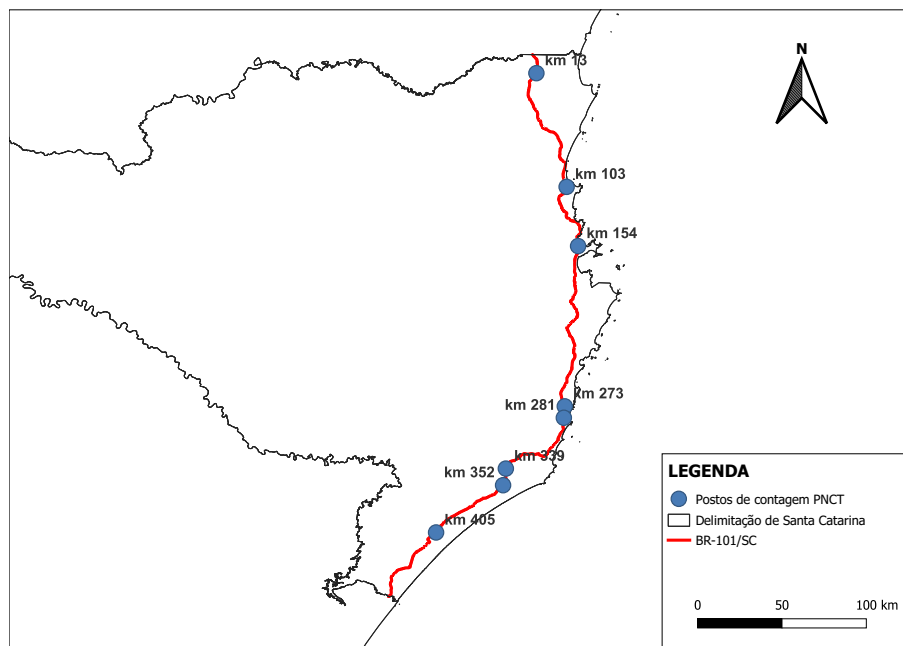 km 13
N
km 103
km 154
km 273
km 281
km 339
km 352
km 405
LEGENDA
Postos de contagem PNCT
Delimitação de Santa Catarina
BR-101/SC
0 50 100 km